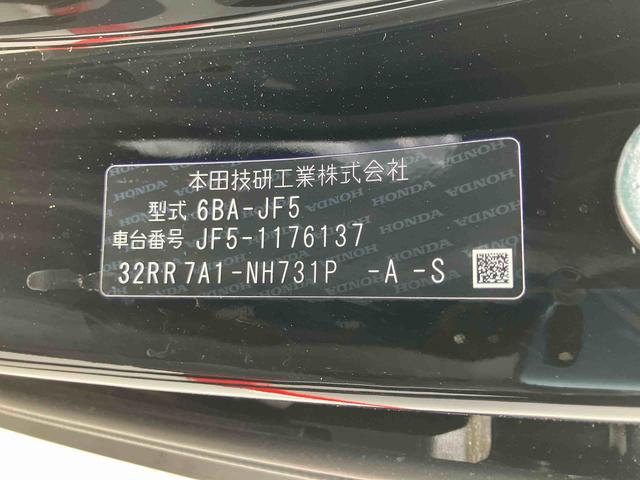 本田技研工業株式会社
型式 6BA-JF5
車台番号 JF5-1176137
32RR7A1-NH731P -A -S